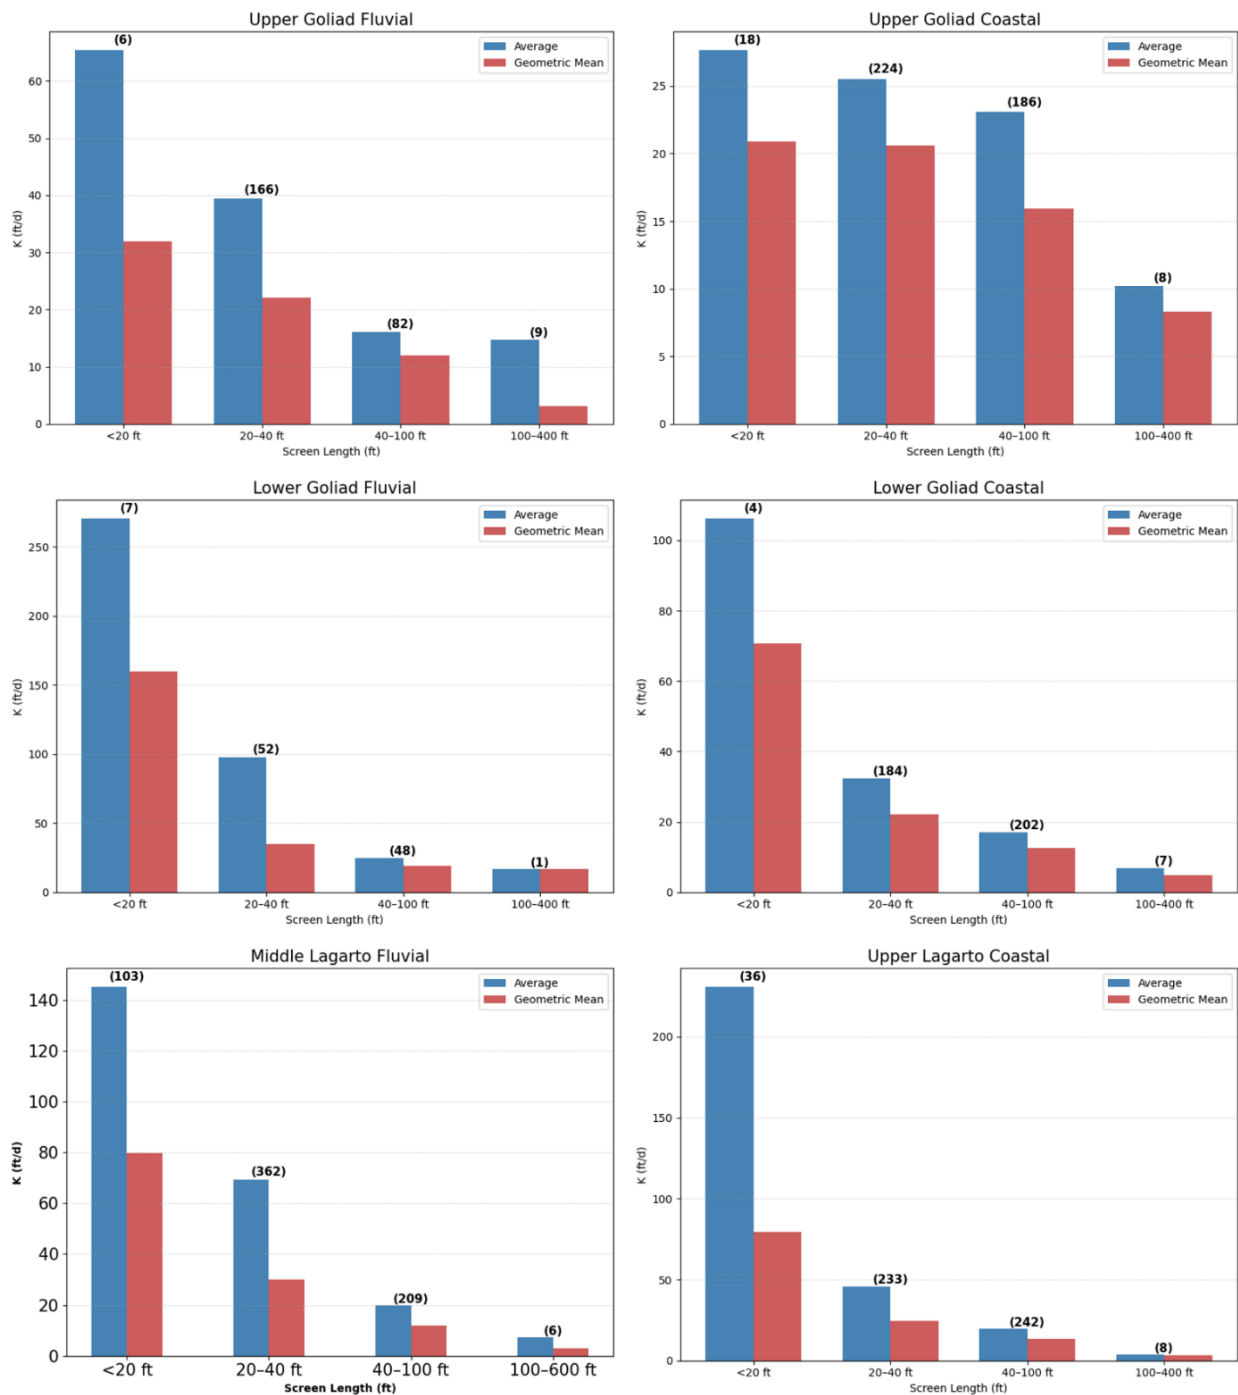 Upper Goliad Fluvial
(6)
(166)
(82)
(9)
Average
Geometric Mean
60
50
40
30
20
10
0
K (ft/d)
<20 ft
20–40 ft
40–100 ft
100–400 ft
Screen Length (ft)
Upper Goliad Coastal
(18)
(224)
(186)
(8)
Average
Geometric Mean
25
20
15
10
5
0
K (ft/d)
<20 ft
20–40 ft
40–100 ft
100–400 ft
Screen Length (ft)
Lower Goliad Fluvial
(7)
(52)
(48)
(1)
Average
Geometric Mean
250
200
150
100
50
0
K (ft/d)
<20 ft
20–40 ft
40–100 ft
100–400 ft
Screen Length (ft)
Lower Goliad Coastal
(4)
(184)
(202)
(7)
Average
Geometric Mean
100
80
60
40
20
0
K (ft/d)
<20 ft
20–40 ft
40–100 ft
100–400 ft
Screen Length (ft)
Middle Lagarto Fluvial
(103)
(362)
(209)
(6)
Average
Geometric Mean
140
120
100
80
60
40
20
0
K (ft/d)
<20 ft
20–40 ft
40–100 ft
100–600 ft
Screen Length (ft)
Upper Lagarto Coastal
(36)
(233)
(242)
(8)
Average
Geometric Mean
200
150
100
50
0
K (ft/d)
<20 ft
20–40 ft
40–100 ft
100–400 ft
Screen Length (ft)